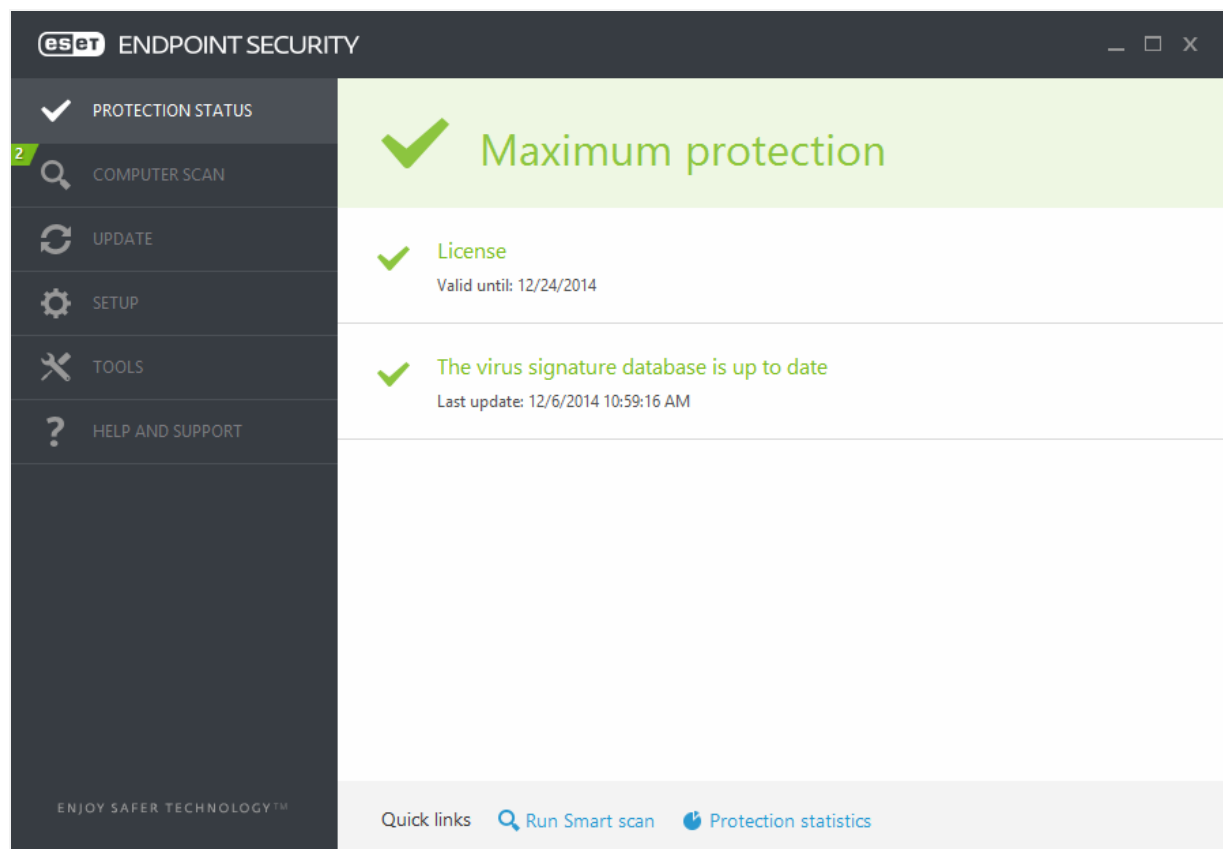 eset ENDPOINT SECURITY
PROTECTION STATUS
2
COMPUTER SCAN
UPDATE
SETUP
TOOLS
HELP AND SUPPORT
ENJOY SAFER TECHNOLOGY™
Maximum protection
License
Valid until: 12/24/2014
The virus signature database is up to date
Last update: 12/6/2014 10:59:16 AM
Quick links Run Smart scan Protection statistics